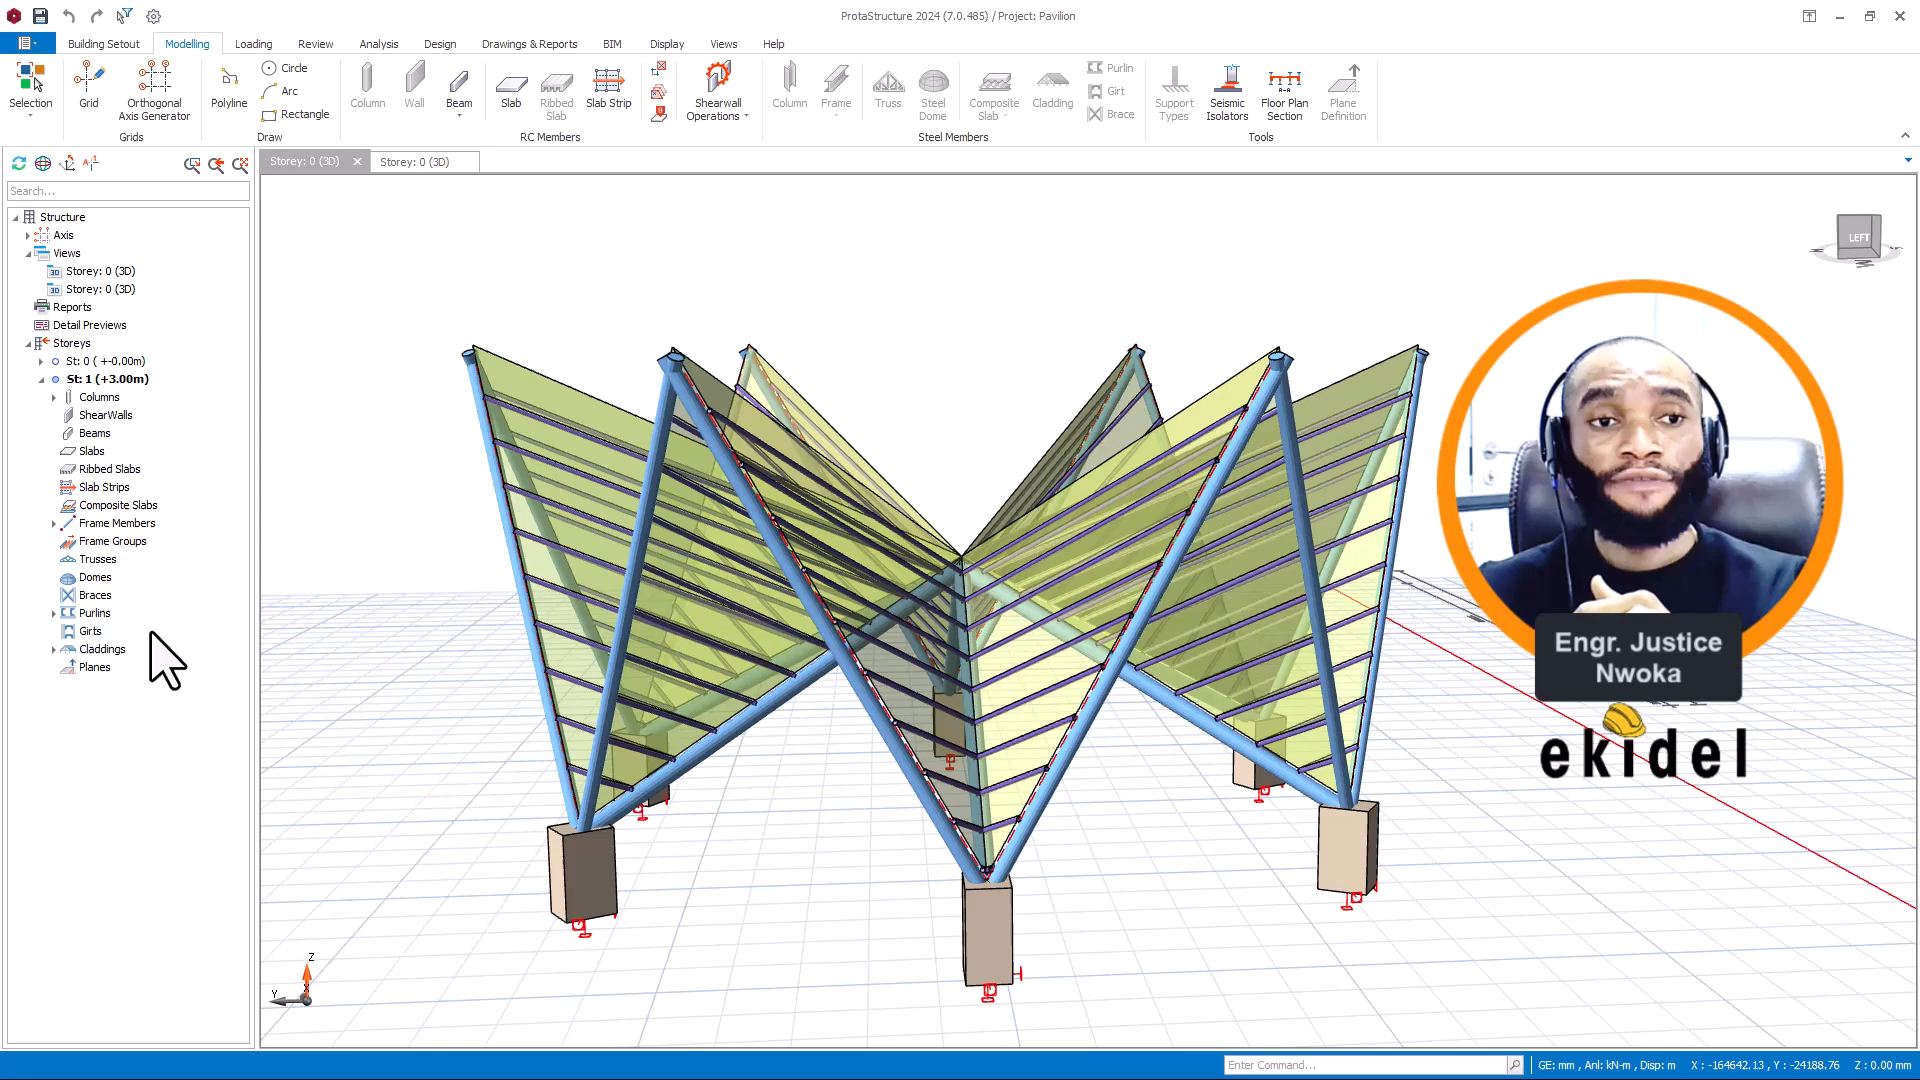 ProtaStructure 2024 (7.0.485) / Project: Pavilion
Building Setout
Modelling
Loading
Review
Analysis
Design
Drawings & Reports
BIM
Display
Views
Help
Selection
Grid
Orthogonal
Axis Generator
Grids
Polyline
Circle
Arc
Rectangle
Draw
Column
Wall
Beam
Slab
Ribbed
Slab
Slab Strip
RC Members
Shearwall
Operations
Column
Frame
Truss
Steel
Dome
Composite
Slab
Cladding
Purlin
Girt
Brace
Steel Members
Support
Types
Seismic
Isolators
Floor Plan
Section
Plane
Definition
Tools
Storey: 0 (3D)
Storey: 0 (3D)
Search...
Structure
Axis
Views
Storey: 0 (3D)
Storey: 0 (3D)
Reports
Detail Previews
Storeys
St: 0 ( +-0.00m)
St: 1 (+3.00m)
Columns
ShearWalls
Beams
Slabs
Ribbed Slabs
Slab Strips
Composite Slabs
Frame Members
Frame Groups
Trusses
Domes
Braces
Purlins
Girts
Claddings
Planes
LEFT
Engr. Justice
Nwoka
ekidel
Z
Y
Enter Command...
GE: mm , Anl: kN-m , Disp: m
X : -164642.13 , Y : -24188.76
Z : 0.00 mm